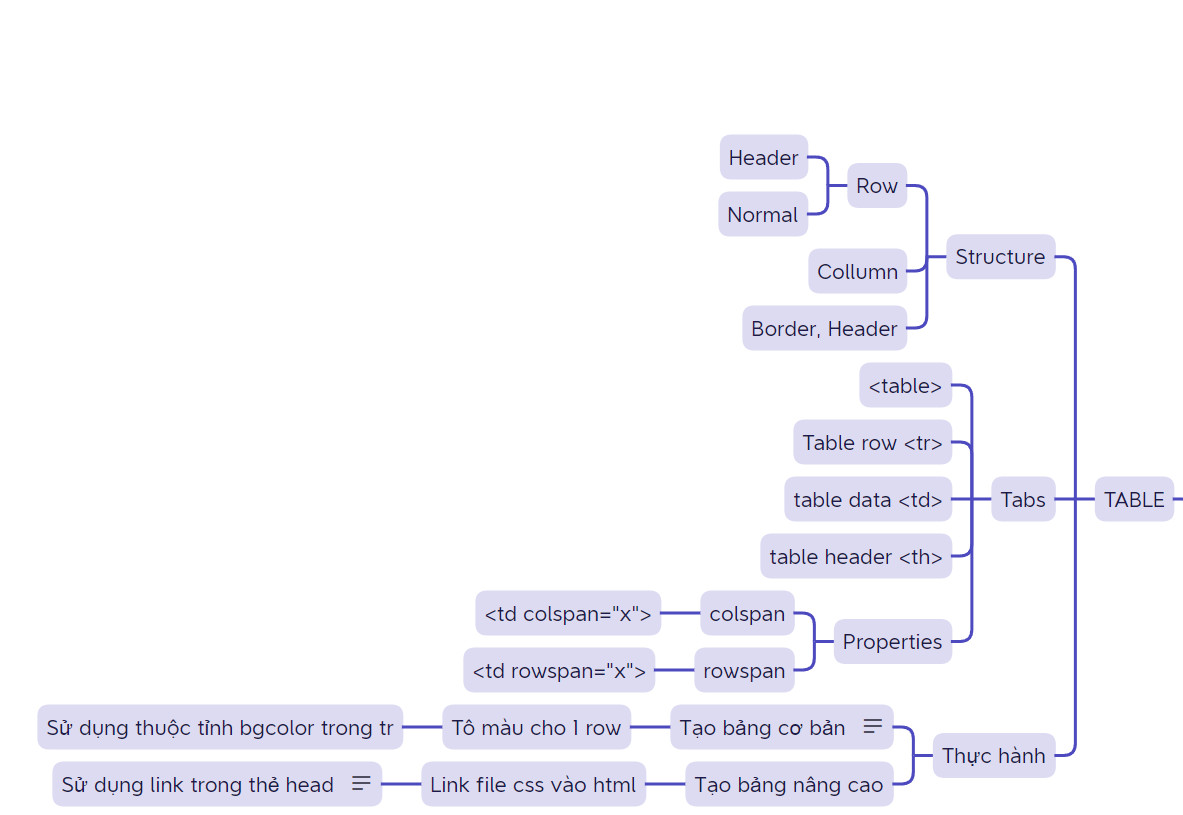 Header
Row
Normal
Structure
Collumn
Border, Header
<table>
Table row <tr>
table data <td>
Tabs
TABLE
table header <th>
<td colspan="x">
colspan
Properties
<td rowspan="x">
rowspan
Sử dụng thuộc tỉnh bgcolor trong tr
Tô màu cho 1 row
Tạo bảng cơ bản
Thực hành
Sử dụng link trong thẻ head
Link file css vào html
Tạo bảng nâng cao